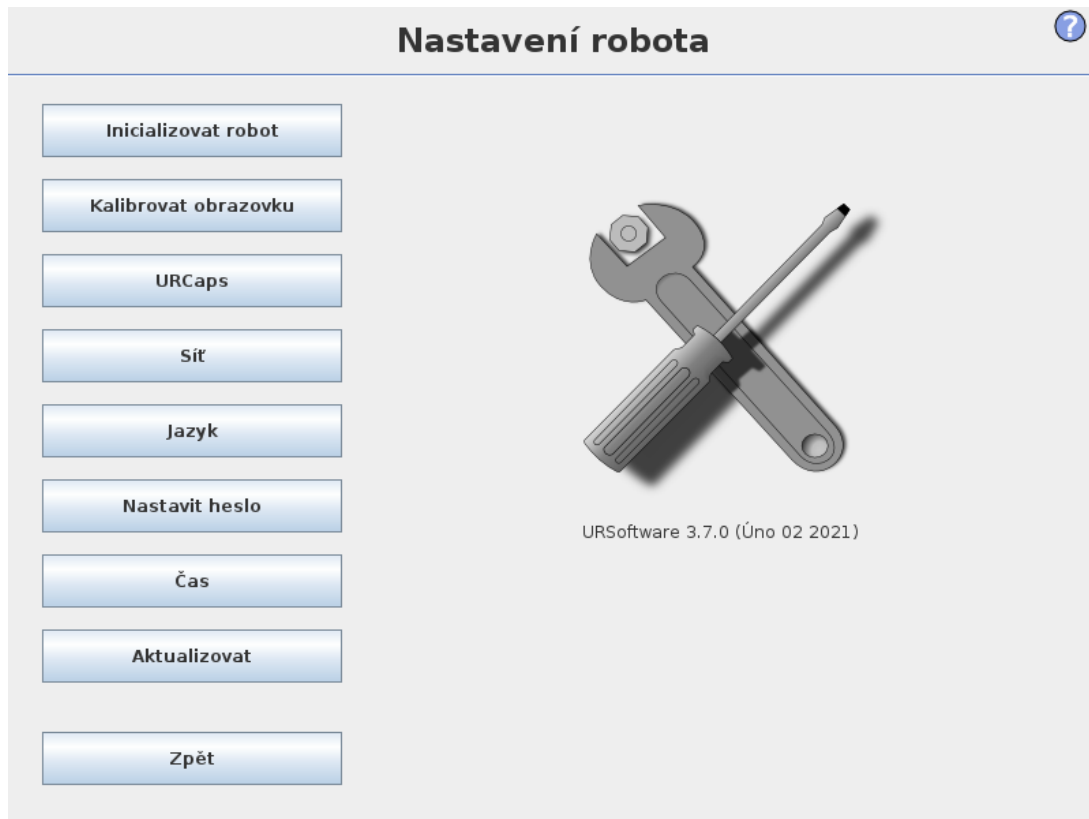 Nastavení robota
?
Inicializovat robot
Kalibrovat obrazovku
URCaps
Síť
Jazyk
Nastavit heslo
Čas
Aktualizovat
Zpět
URSoftware 3.7.0 (Úno 02 2021)